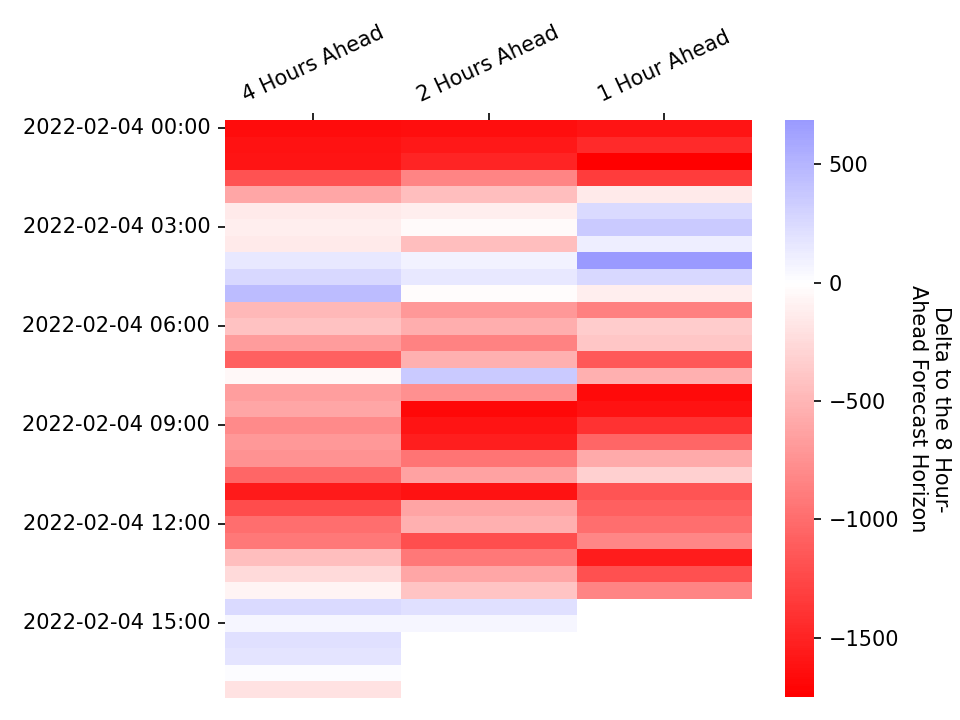 4 Hours Ahead
2 Hours Ahead
1 Hour Ahead
2022-02-04 00:00
2022-02-04 03:00
2022-02-04 06:00
2022-02-04 09:00
2022-02-04 12:00
2022-02-04 15:00
500
0
−500
−1000
−1500
Delta to the 8 Hour-
Ahead Forecast Horizon